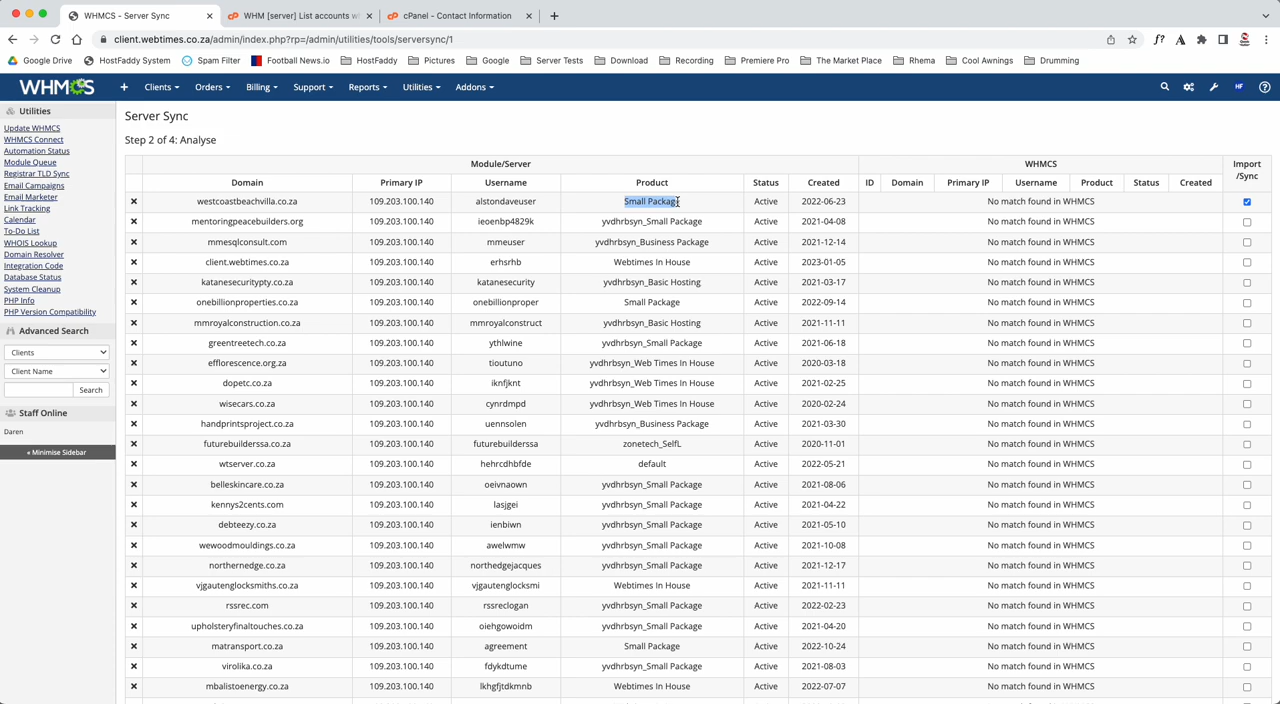 WHMCS - Server Sync
WHM [server] List accounts w
cPanel - Contact Information
client.webtimes.co.za/admin/index.php?rp=/admin/utilities/tools/serversync/1
Google Drive HostFaddy System Spam Filter Football News.io HostFaddy Pictures Google Server Tests Download Recording Premiere Pro The Market Place Rhema Cool Awnings Drumming
WHMCS Clients Orders Billing Support Reports Utilities Addons HF
Utilities
Update WHMCS
WHMCS Connect
Automation Status
Module Queue
Registrar TLD Sync
Email Campaigns
Email Marketer
Link Tracking
Calendar
To-Do List
WHOIS Lookup
Domain Resolver
Integration Code
Database Status
System Cleanup
PHP Info
PHP Version Compatibility
Advanced Search
Clients
Client Name
Search
Staff Online
Daren
« Minimise Sidebar
Server Sync
Step 2 of 4: Analyse
Module/Server WHMCS Import /Sync
Domain Primary IP Username Product Status Created ID Domain Primary IP Username Product Status Created
westcoastbeachvilla.co.za 109.203.100.140 alstondaveuser Small Package Active 2022-06-23 No match found in WHMCS
mentoringpeacebuilders.org 109.203.100.140 ieoenbp4829k yvdhrbsyn_Small Package Active 2021-04-08 No match found in WHMCS
mmesqlconsult.com 109.203.100.140 mmeuser yvdhrbsyn_Business Package Active 2021-12-14 No match found in WHMCS
client.webtimes.co.za 109.203.100.140 erhsrhb Webtimes In House Active 2023-01-05 No match found in WHMCS
katanesecuritypty.co.za 109.203.100.140 katanesecurity yvdhrbsyn_Basic Hosting Active 2021-03-17 No match found in WHMCS
onebillionproperties.co.za 109.203.100.140 onebillionproper Small Package Active 2022-09-14 No match found in WHMCS
mmroyalconstruction.co.za 109.203.100.140 mmroyalconstruct yvdhrbsyn_Basic Hosting Active 2021-11-11 No match found in WHMCS
greentreetech.co.za 109.203.100.140 ythlwine yvdhrbsyn_Small Package Active 2021-06-18 No match found in WHMCS
efflorescence.org.za 109.203.100.140 tioutuno yvdhrbsyn_Web Times In House Active 2020-03-18 No match found in WHMCS
dopetc.co.za 109.203.100.140 iknfjknt yvdhrbsyn_Web Times In House Active 2021-02-25 No match found in WHMCS
wisecars.co.za 109.203.100.140 cynrdmpd yvdhrbsyn_Web Times In House Active 2020-02-24 No match found in WHMCS
handprintsproject.co.za 109.203.100.140 uennsolen yvdhrbsyn_Business Package Active 2021-03-30 No match found in WHMCS
futurebuilderssa.co.za 109.203.100.140 futurebuilderssa zonetech_SelfL Active 2020-11-01 No match found in WHMCS
wtserver.co.za 109.203.100.140 hehrcdhbfde default Active 2022-05-21 No match found in WHMCS
belleskincare.co.za 109.203.100.140 oeivnaown yvdhrbsyn_Small Package Active 2021-08-06 No match found in WHMCS
kennys2cents.com 109.203.100.140 lasjgei yvdhrbsyn_Small Package Active 2021-04-22 No match found in WHMCS
debteezy.co.za 109.203.100.140 ienbiwn yvdhrbsyn_Small Package Active 2021-05-10 No match found in WHMCS
wewoodmouldings.co.za 109.203.100.140 awelwmw yvdhrbsyn_Small Package Active 2021-10-08 No match found in WHMCS
northernedge.co.za 109.203.100.140 northedgejacques yvdhrbsyn_Small Package Active 2021-12-17 No match found in WHMCS
vjgautenglocksmiths.co.za 109.203.100.140 vjgautenglocksmi Webtimes In House Active 2021-11-11 No match found in WHMCS
rssrec.com 109.203.100.140 rssreclogan yvdhrbsyn_Small Package Active 2022-02-23 No match found in WHMCS
upholsteryfinaltouches.co.za 109.203.100.140 oiehgowoidm yvdhrbsyn_Small Package Active 2021-04-20 No match found in WHMCS
matransport.co.za 109.203.100.140 agreement Small Package Active 2022-10-24 No match found in WHMCS
virolika.co.za 109.203.100.140 fdykdtume yvdhrbsyn_Small Package Active 2021-08-03 No match found in WHMCS
mbalistoenergy.co.za 109.203.100.140 lkhgfjtdkmnb Webtimes In House Active 2022-07-07 No match found in WHMCS